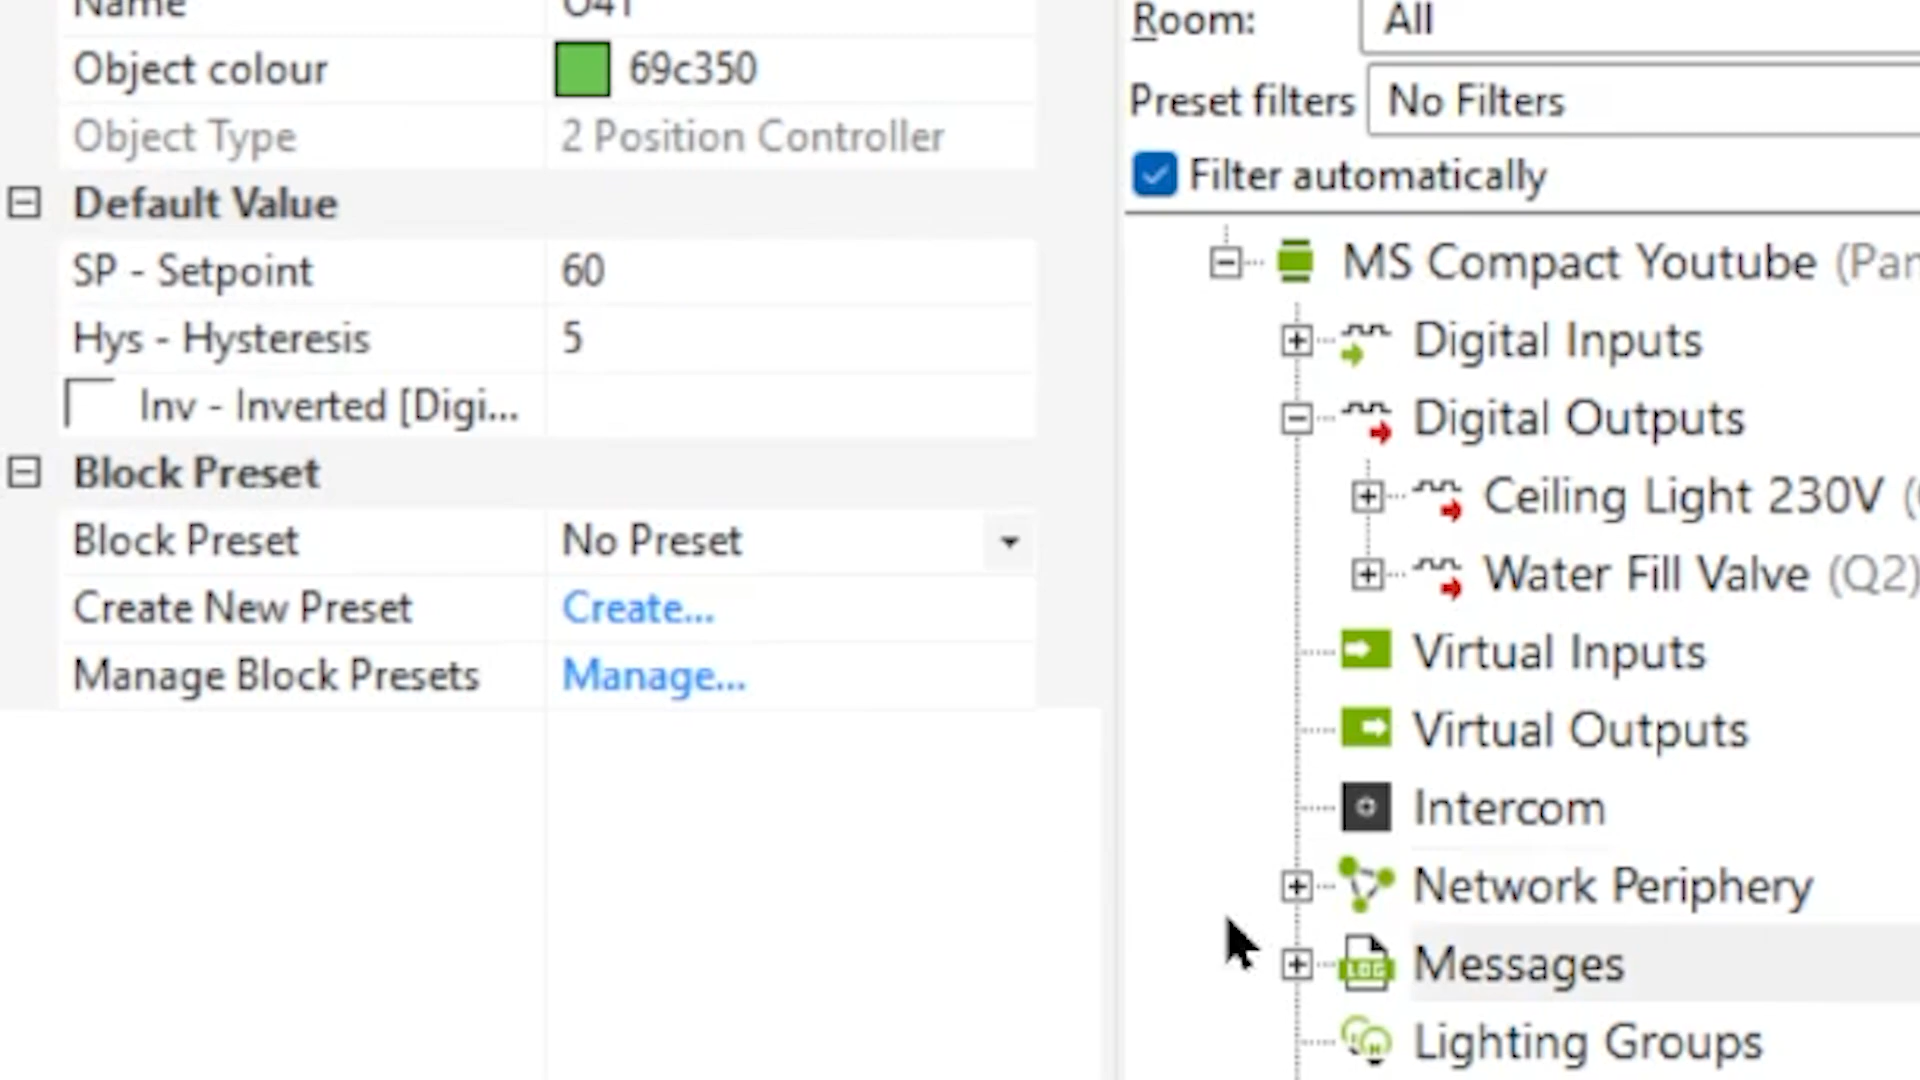 Name
Object colour 69c350
Object Type 2 Position Controller
Default Value
SP - Setpoint 60
Hys - Hysteresis 5
Inv - Inverted [Digi...
Block Preset
Block Preset No Preset
Create New Preset Create...
Manage Block Presets Manage...
Room: All
Preset filters No Filters
Filter automatically
MS Compact Youtube
Digital Inputs
Digital Outputs
Ceiling Light 230V
Water Fill Valve (Q2)
Virtual Inputs
Virtual Outputs
Intercom
Network Periphery
LOG Messages
Lighting Groups